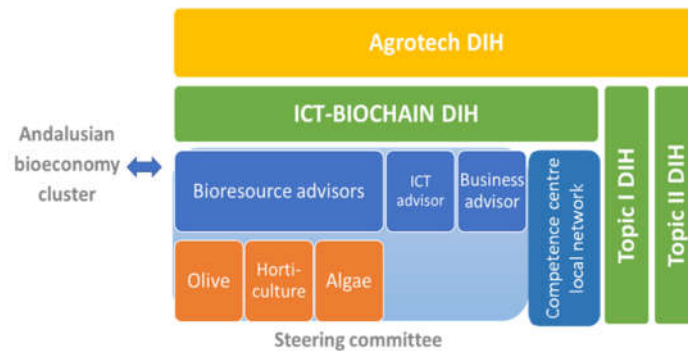 Agrotech DIH
ICT-BIOCHAIN DIH
Andalusian
bioeconomy
cluster
Bioresource advisors
ICT
advisor
Business
advisor
Olive
Horti-
culture
Algae
Competence centre
local network
Topic I DIH
Topic II DIH
Steering committee